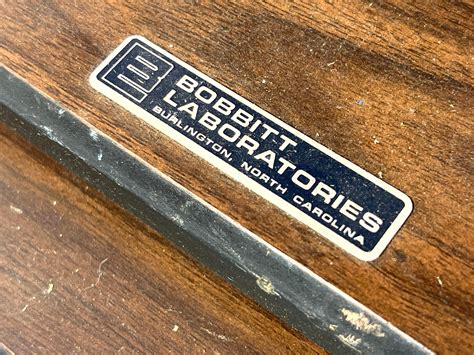 BOBBITT
LABORATORIES
BURLINGTON, NORTH CAROLINA